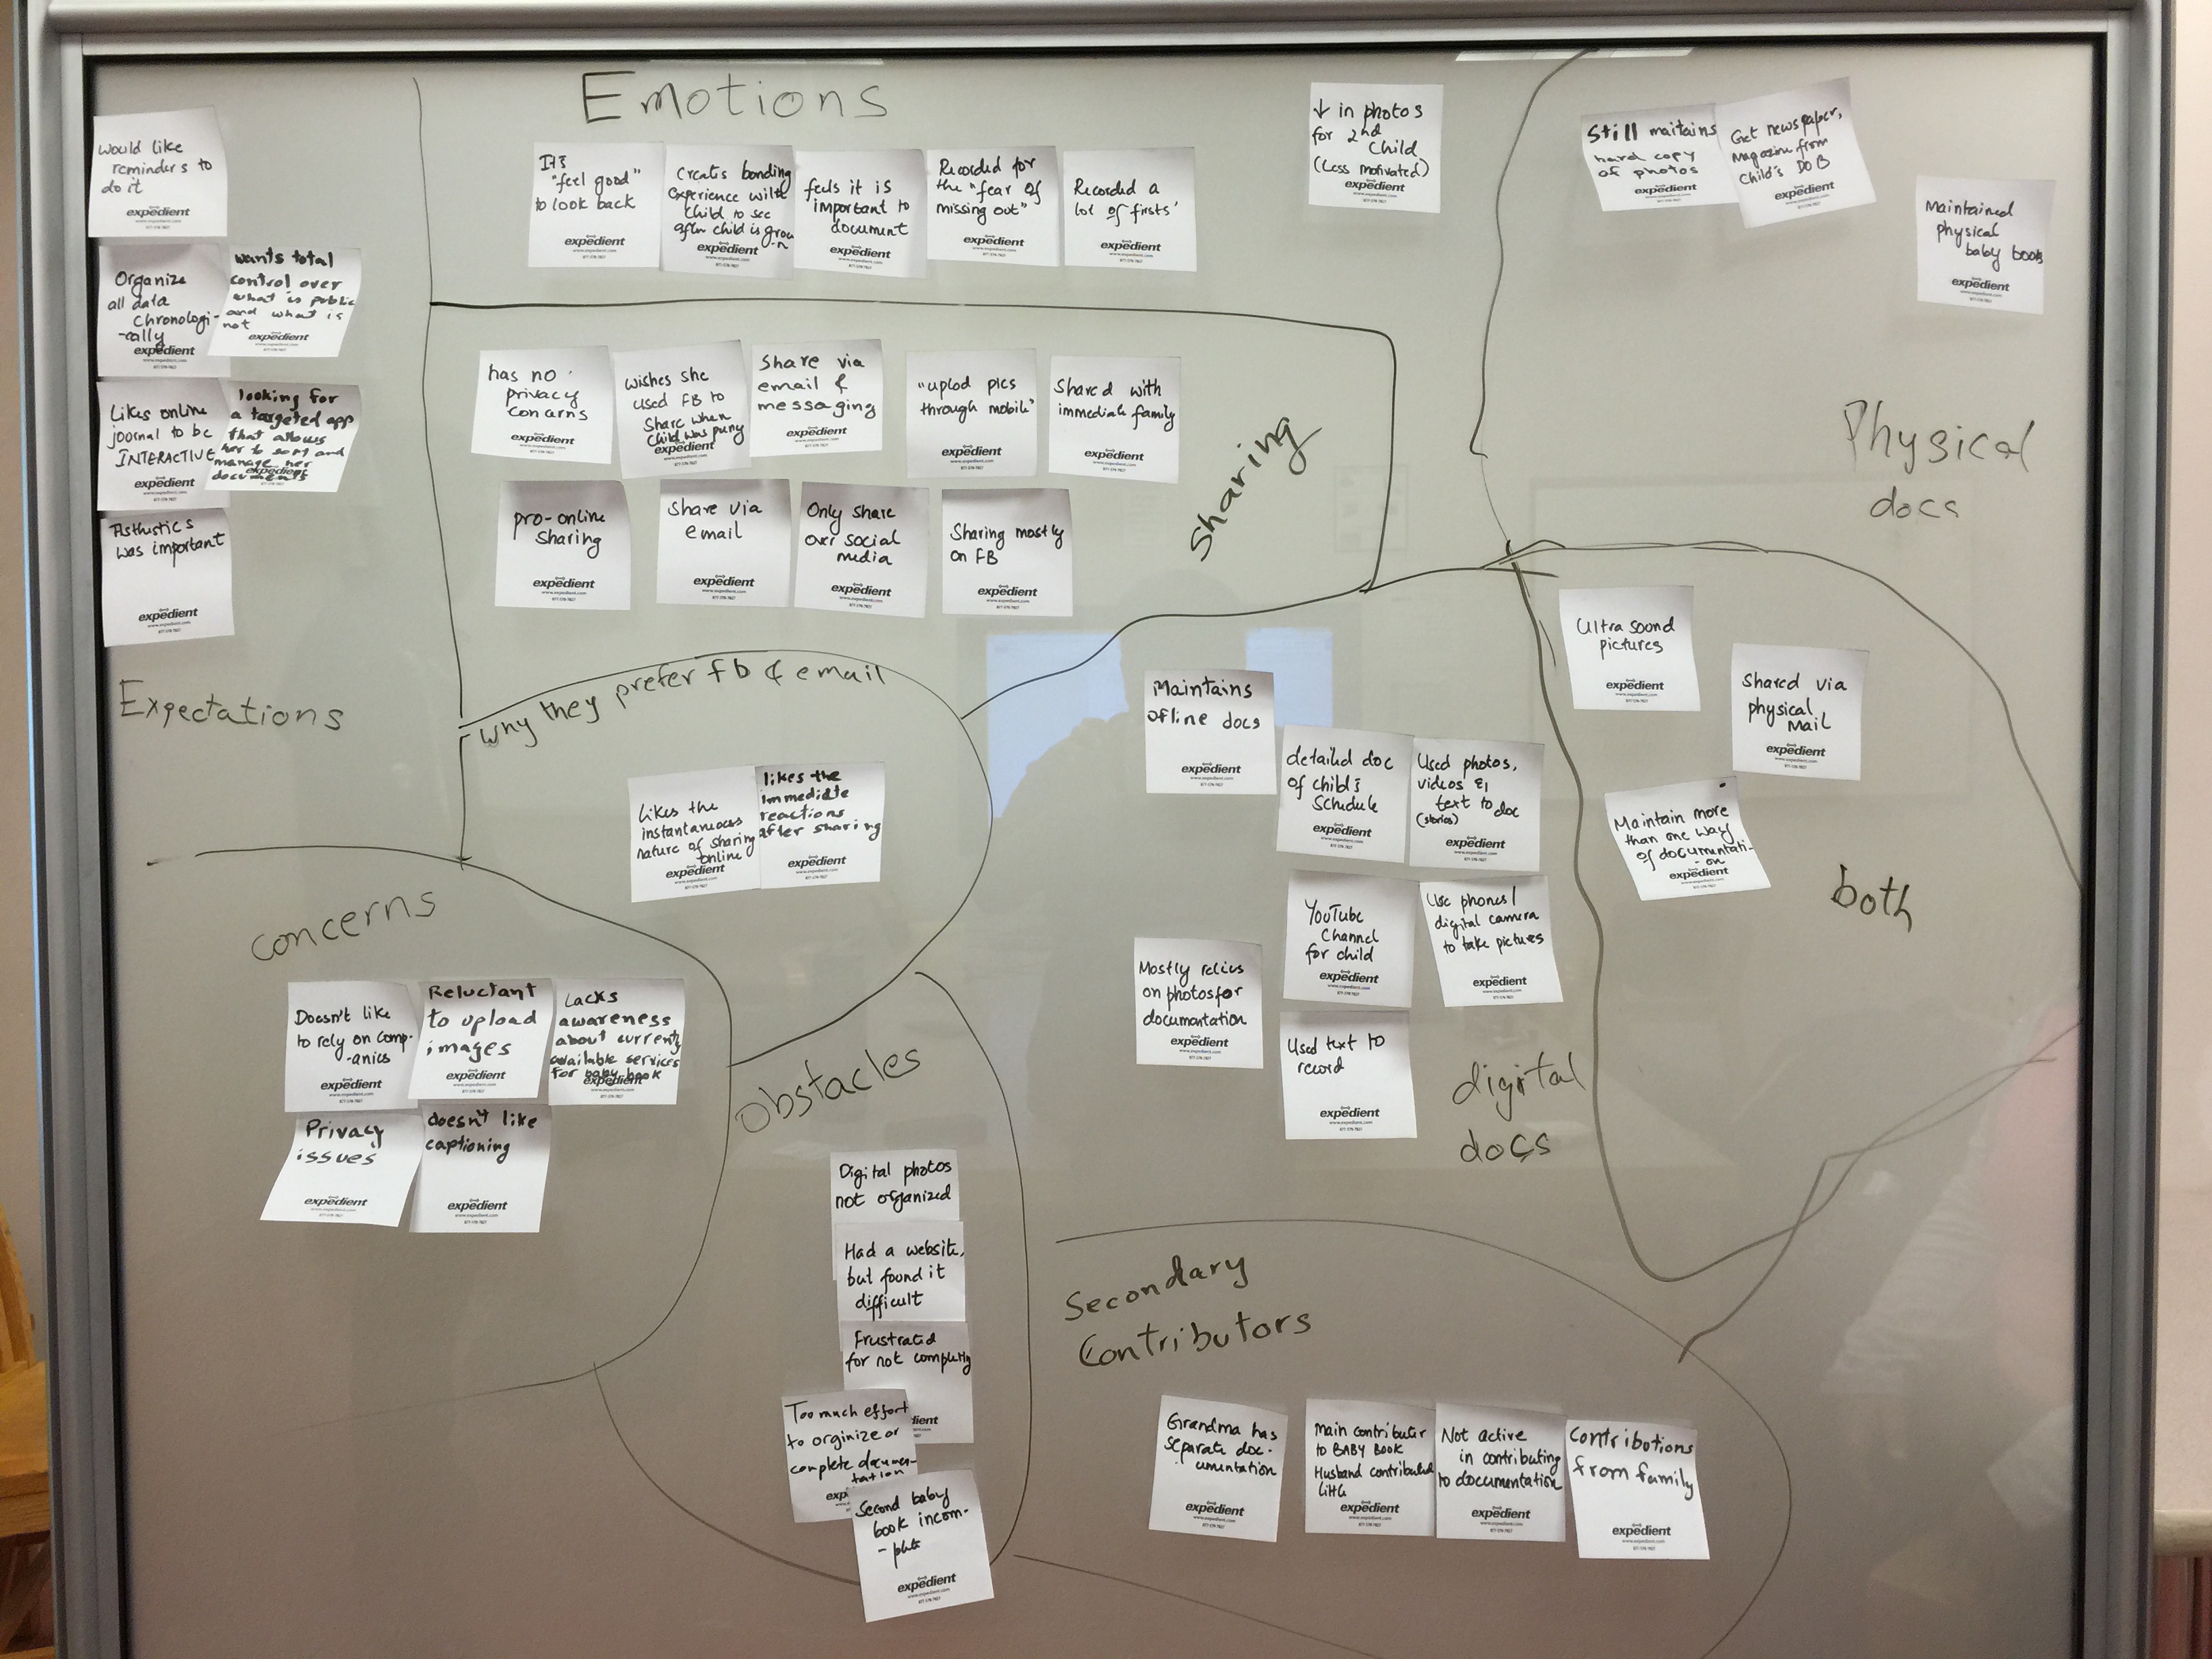 Emotions
It's
"feel good"
to look back
expedient
Creates bonding
experience with
child to see
after child is grow
-n
expedient
feels it is
important to
document
expedient
Recorded for
the "fear of
missing out"
expedient
Recorded a
lot of firsts'
expedient
↓ in photos
for 2nd
Child
(Less motivated)
expedient
Would like
reminders to
do it
expedient
Organize
all data
Chronologi-
-cally
expedient
wants total
control over
what is public
and what is
not
expedient
Likes online
journal to be
INTERACTIVE
expedient
looking for
a targeted app
that allows
her to sort and
manage her
documents
expedient
Asthetics
was important
expedient
Expectations
has no
privacy
concerns
expedient
wishes she
used FB to
Share when
child was
expedient
Share via
email &
messaging
expedient
"uplod pics
through mobile"
expedient
Shared with
immediate family
expedient
pro-online
sharing
expedient
Share via
email
expedient
Only share
over social
media
expedient
Sharing mostly
on FB
expedient
Sharing
Still maitains
hard copy
of photos
expedient
Get newspaper,
Magazine from
Child's DOB
expedient
Maintained
physical
baby book
expedient
Physical
docs
why they prefer fb & email
Likes the
instantaneous
nature of sharing
online
expedient
likes the
immediate
reactions
after sharing
expedient
Maintains
ofline docs
expedient
detailed doc
of child's
Schedule
expedient
Used photos,
videos &
text to doc
(stories)
expedient
YouTube
Channel
for child
expedient
Use phones/
digital camera
to take pictures
expedient
Mostly relies
on photos for
documentation
expedient
Used text to
record
expedient
digital
docs
Ultra sound
pictures
expedient
Shared via
physical
Mail
expedient
Maintain more
than one way
of documentati-
-on
expedient
both
concerns
Doesn't like
to rely on comp-
-anies
expedient
Reluctant
to upload
images
expedient
Lacks
awareness
about currently
available services
for baby book
expedient
Privacy
issues
expedient
doesn't like
captioning
expedient
Obstacles
Digital photos
not organized
Had a website,
but found it
difficult
Frustrated
for not completing
dient
Too much effort
to orginize or
complete documen-
tation
exp
Second baby
book incom-
-plete
expedient
Secondary
Contributors
Grandma has
separate doc-
umentation
expedient
Main contributer
to BABY BOOK
Husband contributed
little
expedient
Not active
in contributing
to documentation
expedient
Contributions
from family
expedient